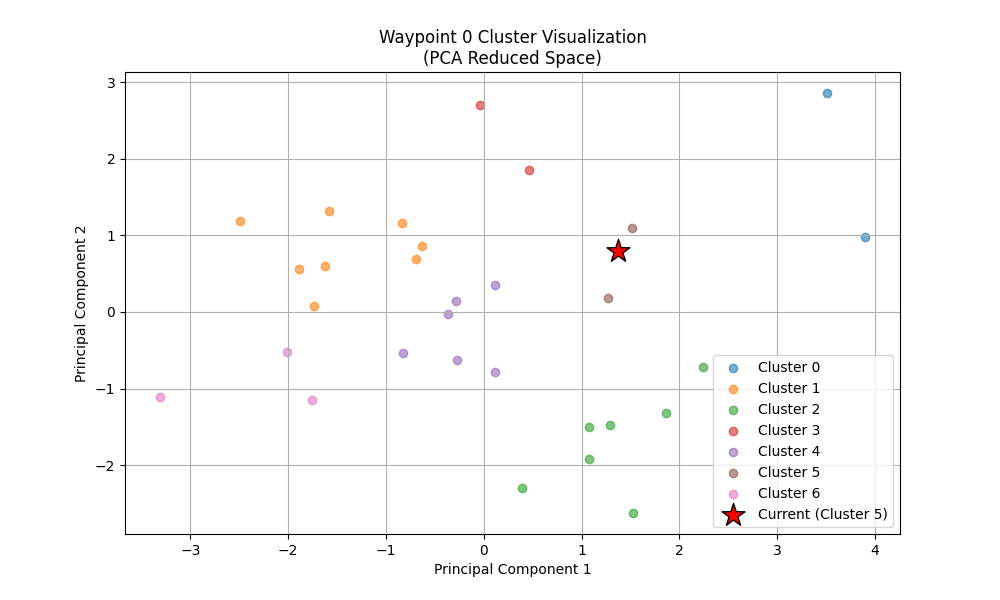 Waypoint 0 Cluster Visualization
(PCA Reduced Space)
Principal Component 2
3
2
1
0
−1
−2
−3
−2
−1
0
1
2
3
4
Principal Component 1
Cluster 0
Cluster 1
Cluster 2
Cluster 3
Cluster 4
Cluster 5
Cluster 6
Current (Cluster 5)